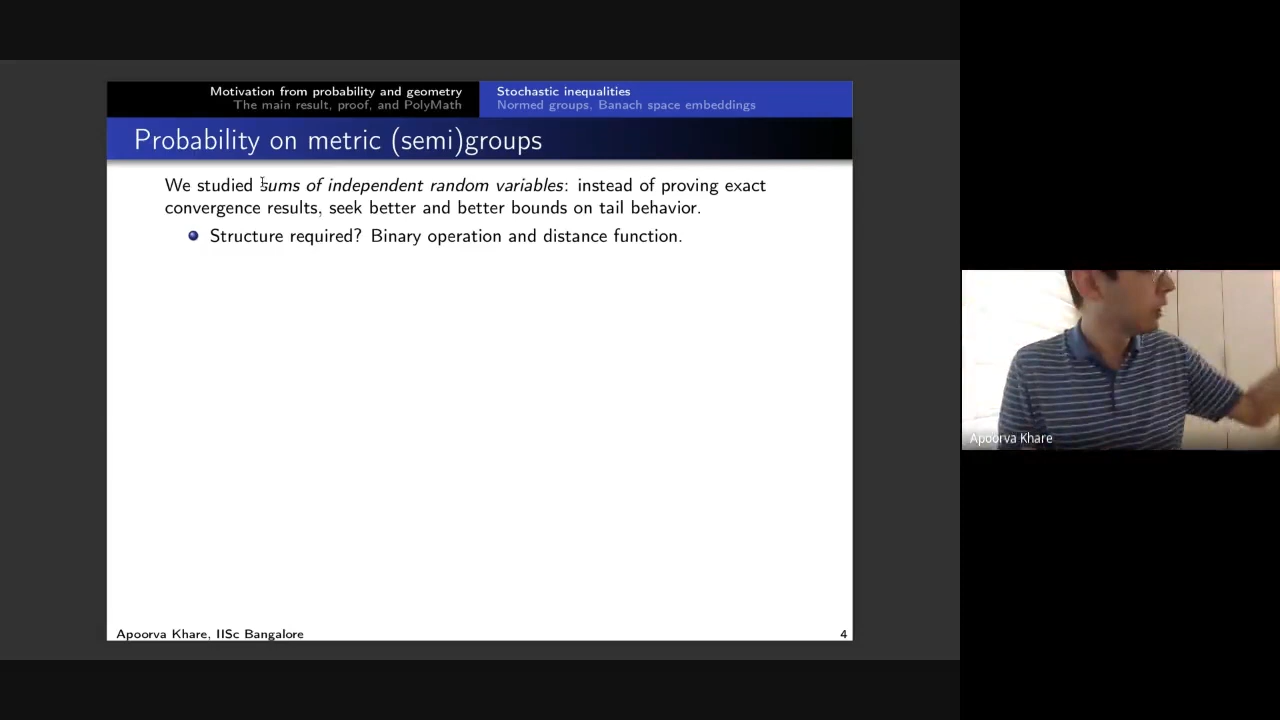 Motivation from probability and geometry
The main result, proof, and PolyMath
Stochastic inequalities
Normed groups, Banach space embeddings
Probability on metric (semi)groups
We studied sums of independent random variables: instead of proving exact
convergence results, seek better and better bounds on tail behavior.
Structure required? Binary operation and distance function.
Apoorva Khare, IISc Bangalore
4
Apoorva Khare